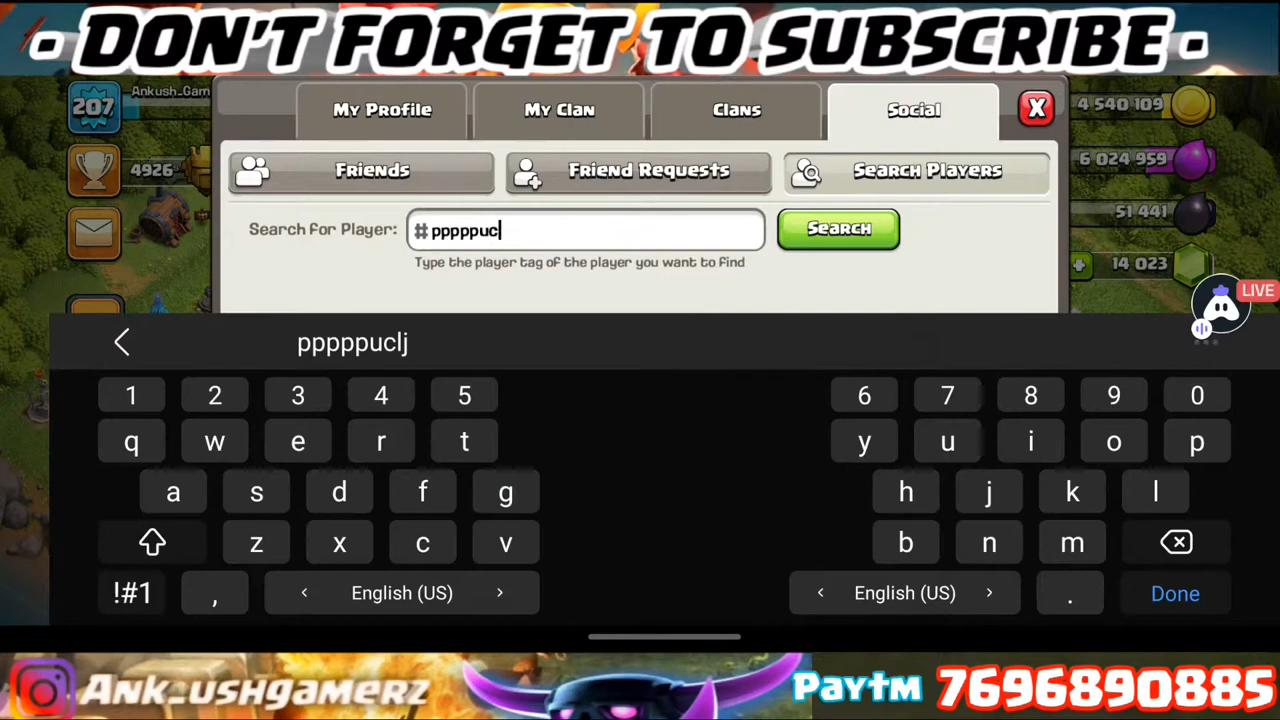 - DON'T FORGET TO SUBSCRIBE -
207 Ankush_Gam
My Profile My Clan Clans Social X
4 540 109
4926
Friends Friend Requests Search Players
6 024 959
51 441
Search for Player: # pppppuc Search
Type the player tag of the player you want to find
14 023
LIVE
pppppuclj
1 2 3 4 5 6 7 8 9 0
q w e r t y u i o p
a s d f g h j k l
z x c v b n m
!#1 , < English (US) > < English (US) > . Done
Ank_ushgamerz
Paytm 7696890885